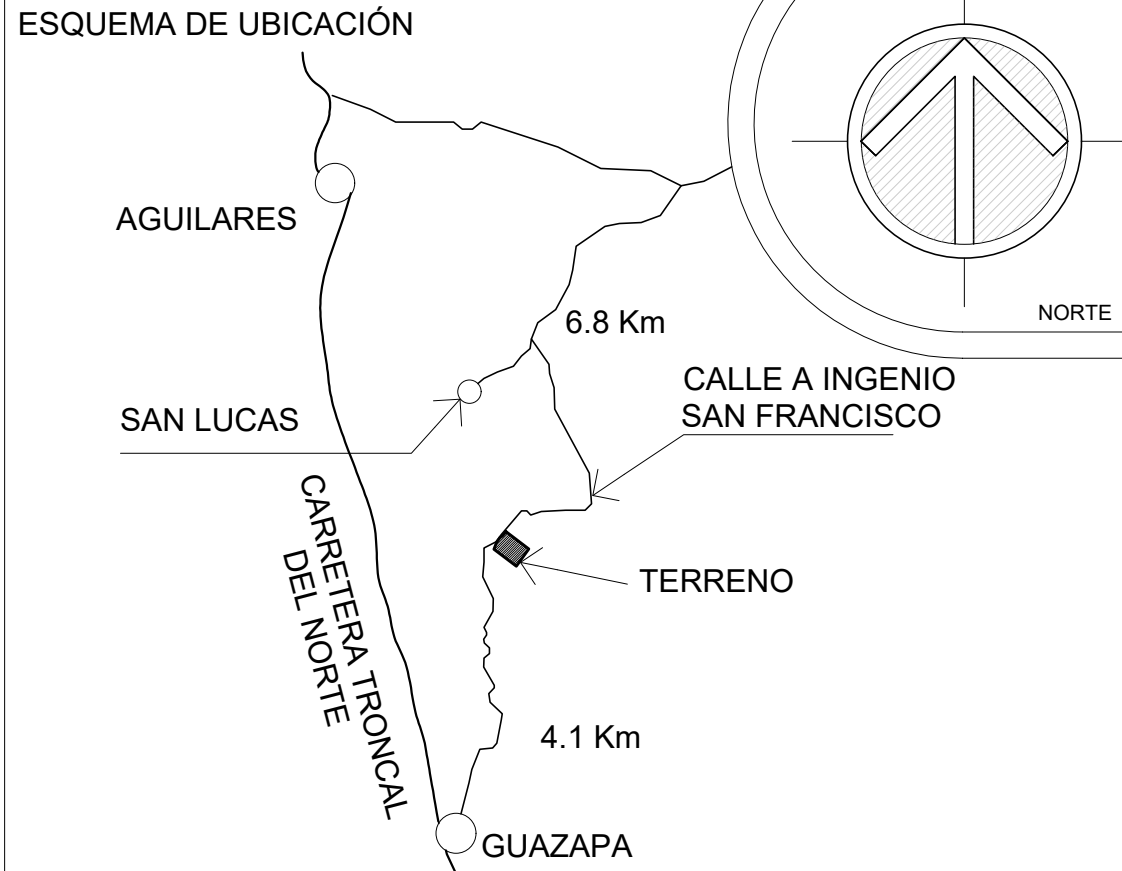 ESQUEMA DE UBICACIÓN
AGUILARES
NORTE
6.8 Km
CALLE A INGENIO
SAN FRANCISCO
SAN LUCAS
CARRETERA TRONCAL
DEL NORTE
TERRENO
4.1 Km
GUAZAPA